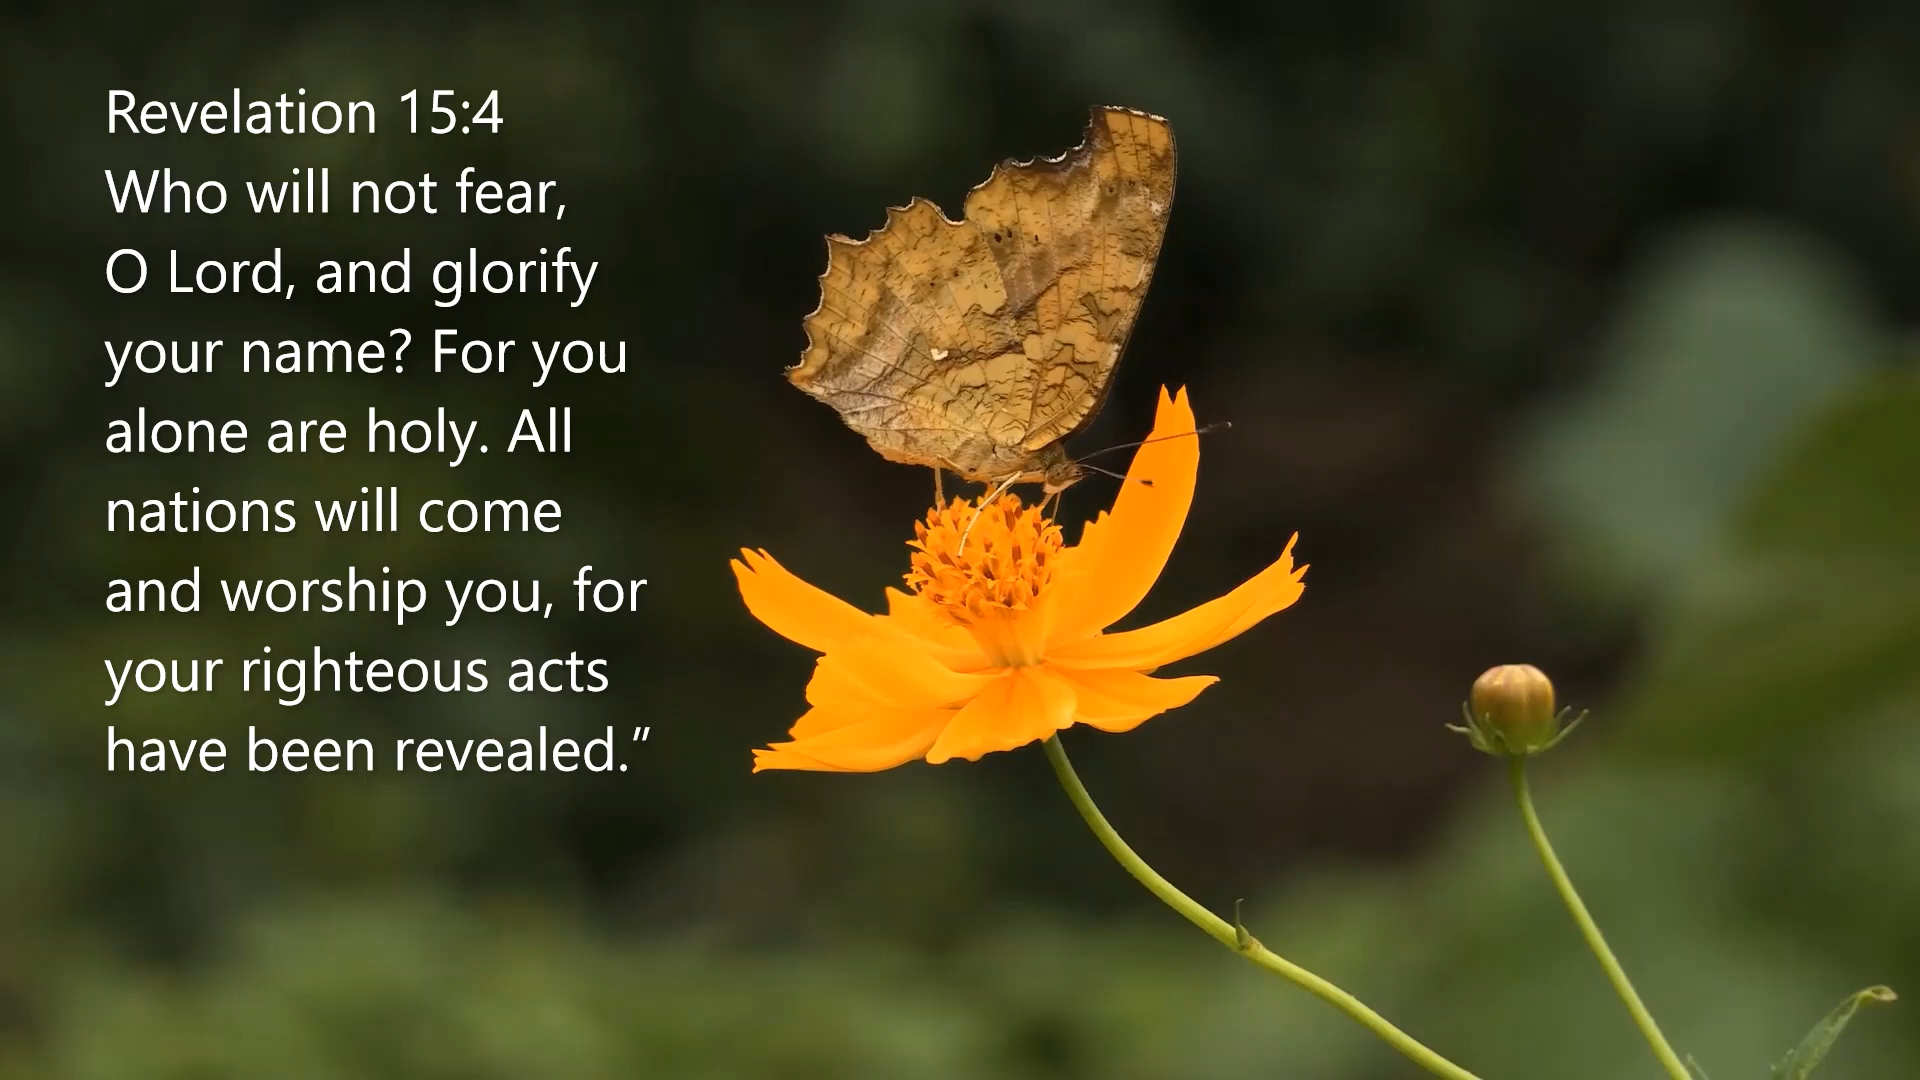 Revelation 15:4
Who will not fear,
O Lord, and glorify
your name? For you
alone are holy. All
nations will come
and worship you, for
your righteous acts
have been revealed.”